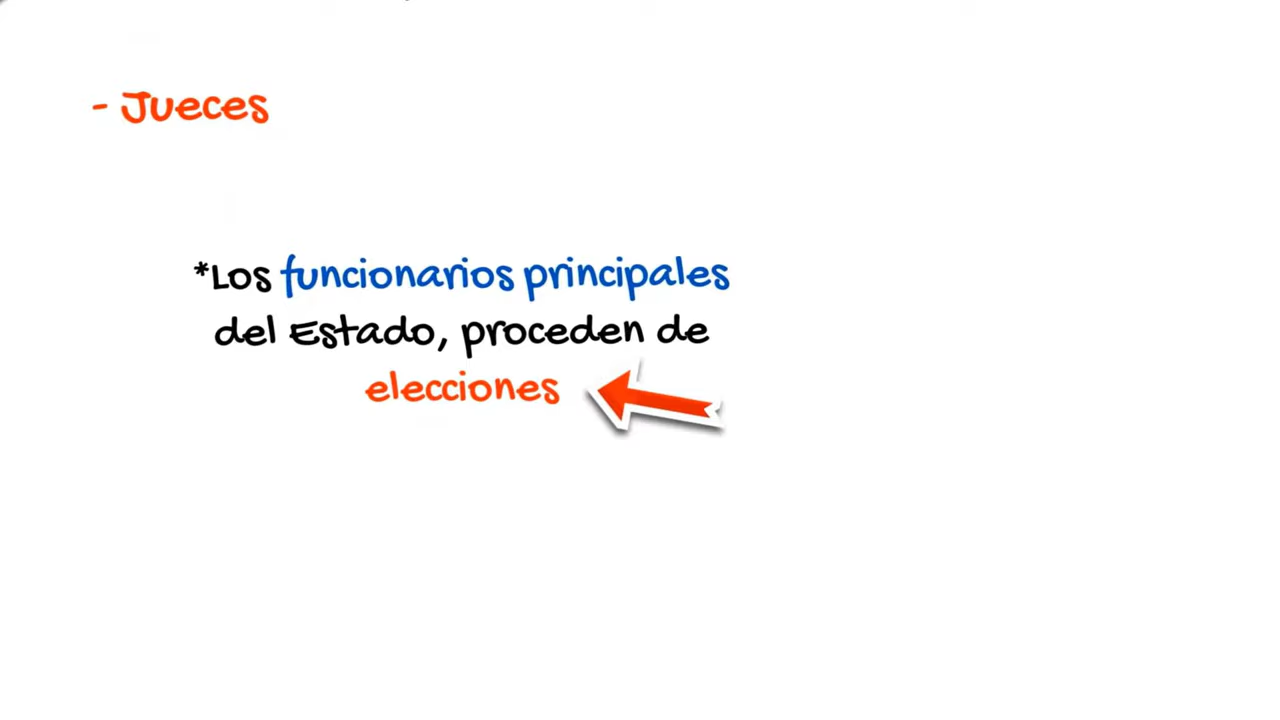 - Jueces
*Los funcionarios principales
del Estado, proceden de
elecciones